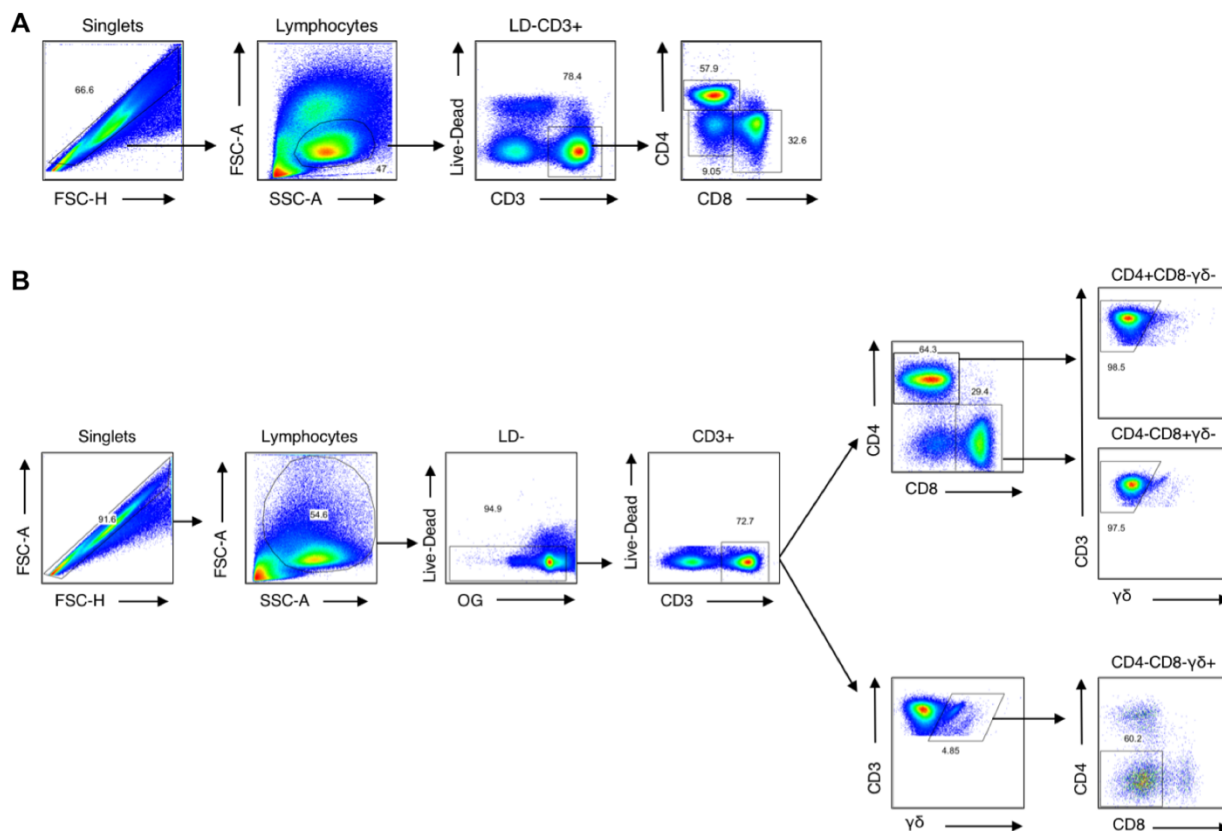 A
Singlets
Lymphocytes
LD-CD3+
66.6
47
78.4
57.9
32.6
9.05
FSC-A
Live-Dead
CD4
FSC-H
SSC-A
CD3
CD8
B
Singlets
Lymphocytes
LD-
CD3+
91.6
54.6
94.9
72.7
FSC-A
FSC-A
Live-Dead
Live-Dead
FSC-H
SSC-A
OG
CD3
64.3
29.4
CD4
CD8
CD4+CD8-γδ-
98.5
CD4-CD8+γδ-
97.5
CD3
γδ
4.85
CD3
γδ
CD4-CD8-γδ+
60.2
CD4
CD8